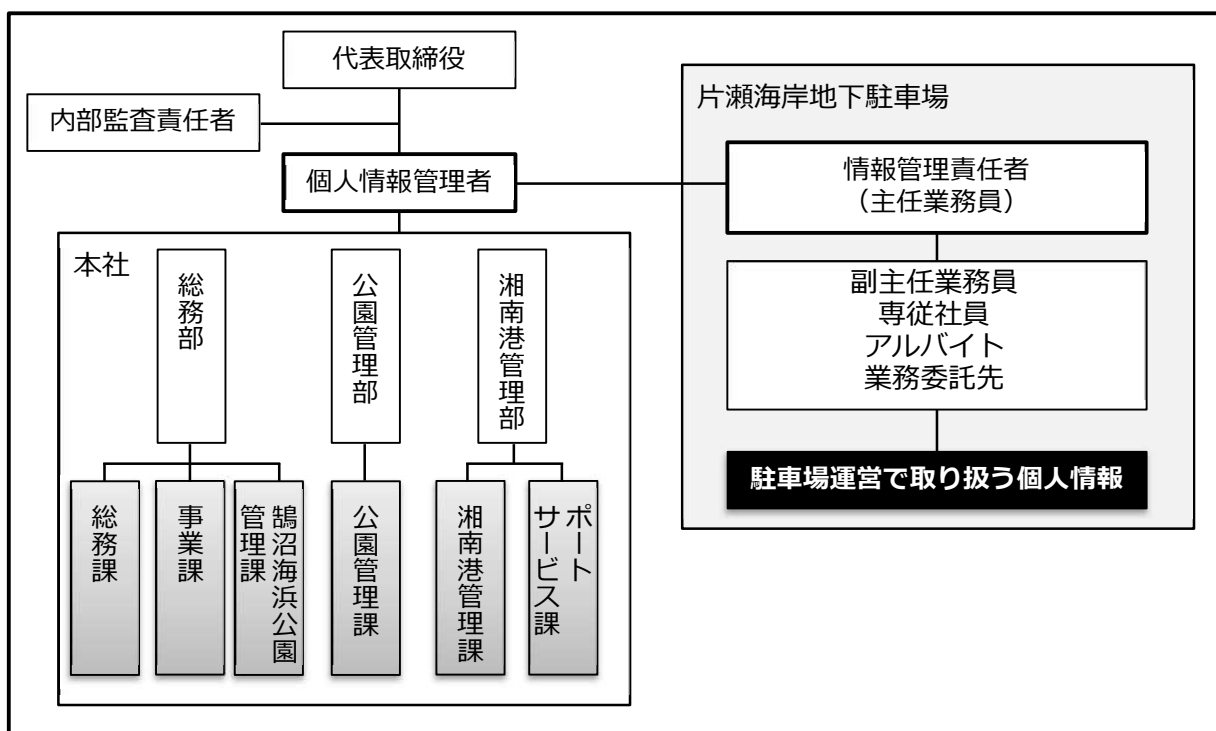 代表取締役
内部監査責任者
個人情報管理者
本社
総務部
公園管理部
湘南港管理部
総務課
事業課
鵠沼海浜公園
管理課
公園管理課
湘南港管理課
ポート
サービス課
片瀬海岸地下駐車場
情報管理責任者
（主任業務員）
副主任業務員
専従社員
アルバイト
業務委託先
駐車場運営で取り扱う個人情報